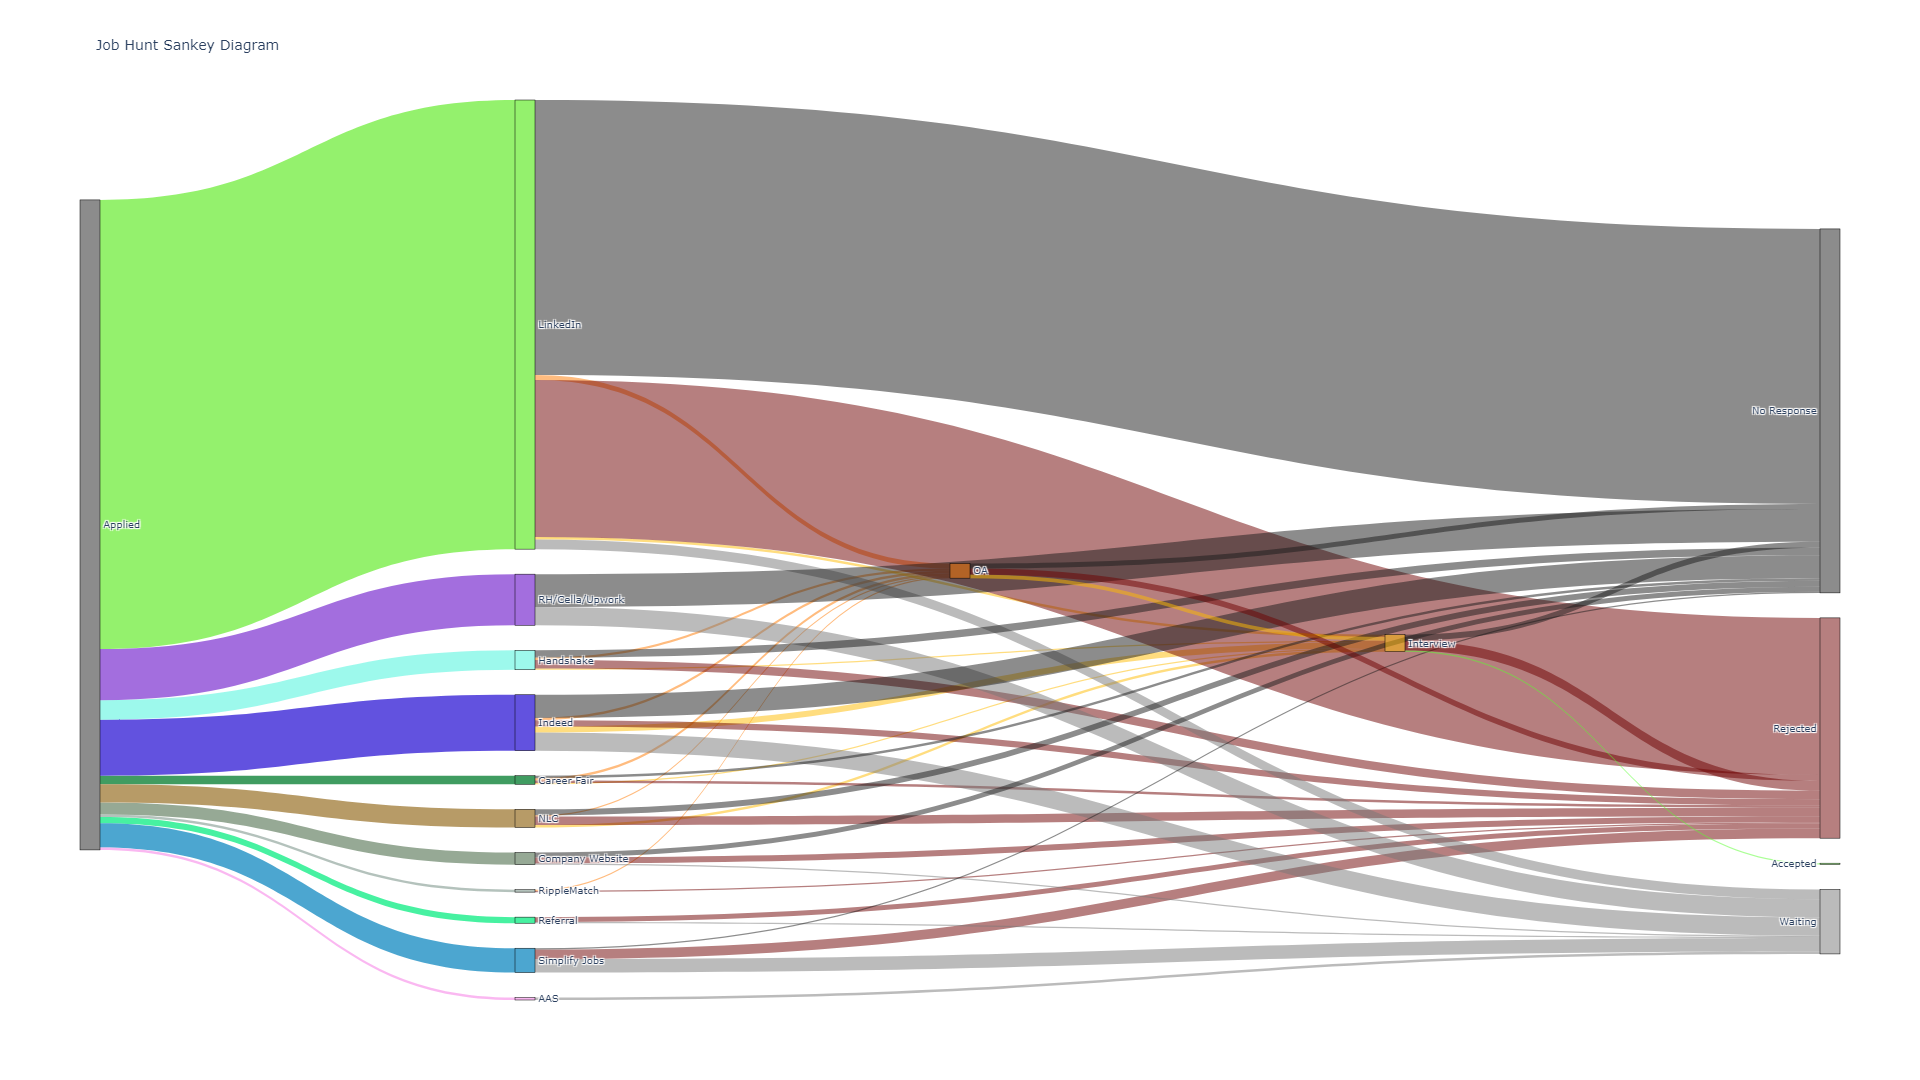 Job Hunt Sankey Diagram
Applied
LinkedIn
RH/Cella/Upwork
Handshake
Indeed
Career Fair
NLC
Company Website
RippleMatch
Referral
Simplify Jobs
AAS
OA
Interview
No Response
Rejected
Accepted
Waiting